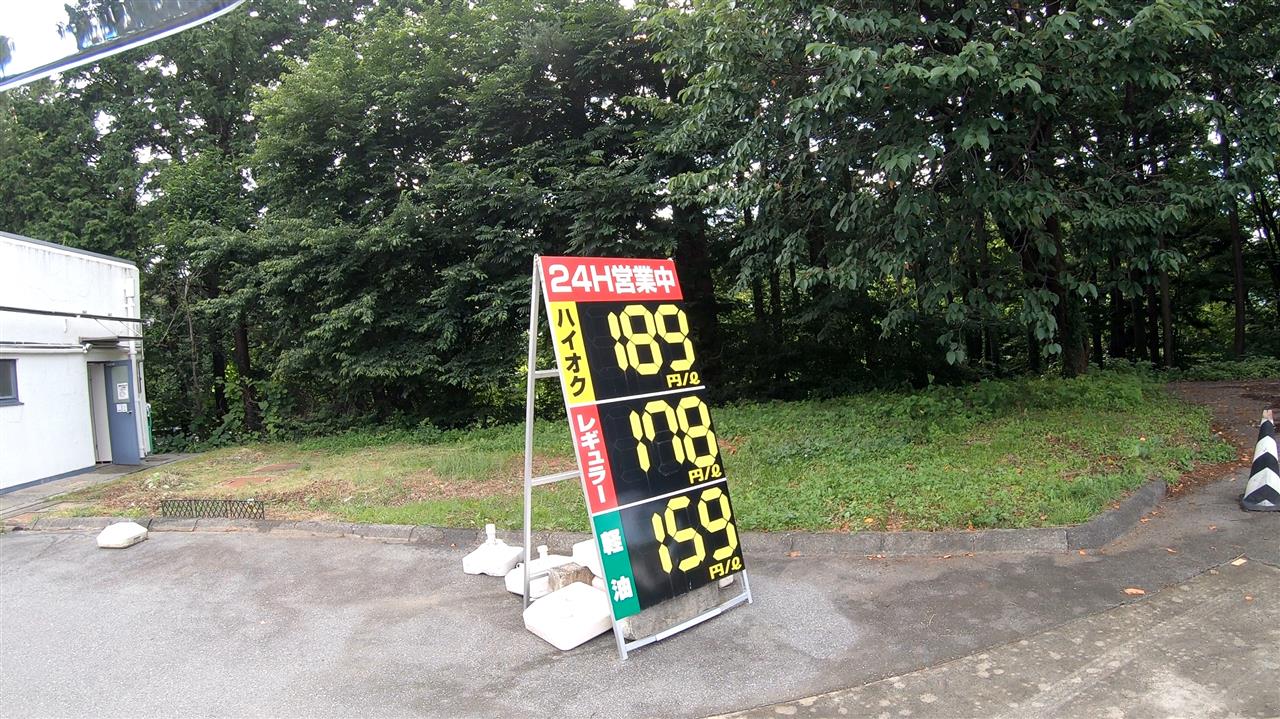 24H営業中
ハイオク
189
円/ℓ
レギュラー
178
円/ℓ
軽油
159
円/ℓ